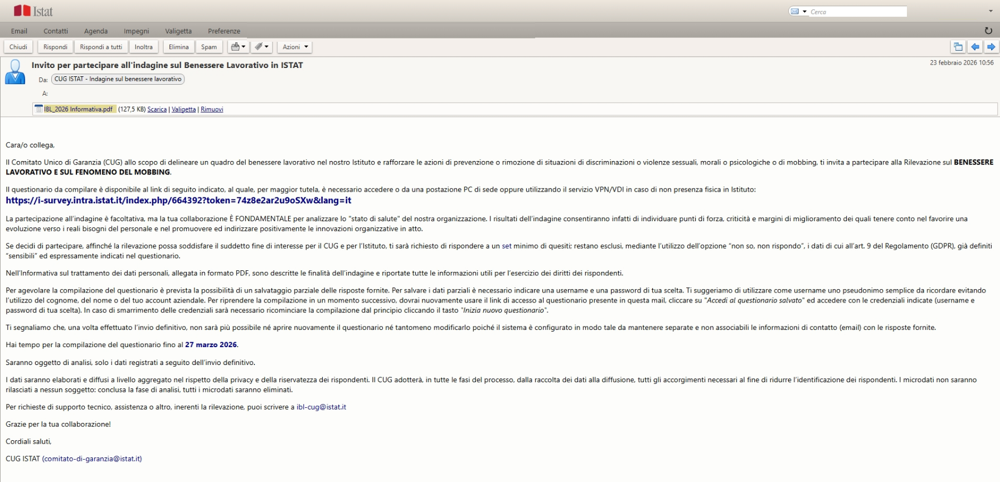 Istat
Cerca
Email Contatti Agenda Impegni Valigetta Preferenze
Chiudi Rispondi Rispondi a tutti Inoltra Elimina Spam Azioni
Invito per partecipare all'indagine sul Benessere Lavorativo in ISTAT
23 febbraio 2026 10:56
Da: CUG ISTAT - Indagine sul benessere lavorativo
A:
IBL_2026 Informativa.pdf (127,5 KB) Scarica | Valigetta | Rimuovi
Cara/o collega,
Il Comitato Unico di Garanzia (CUG) allo scopo di delineare un quadro del benessere lavorativo nel nostro Istituto e rafforzare le azioni di prevenzione o rimozione di situazioni di discriminazioni o violenze sessuali, morali o psicologiche o di mobbing, ti invita a partecipare alla Rilevazione sul BENESSERE
LAVORATIVO E SUL FENOMENO DEL MOBBING.
Il questionario da compilare è disponibile al link di seguito indicato, al quale, per maggior tutela, è necessario accedere o da una postazione PC di sede oppure utilizzando il servizio VPN/VDI in caso di non presenza fisica in Istituto:
https://i-survey.intra.istat.it/index.php/664392?token=74z8e2ar2u9oSXw&lang=it
La partecipazione all'indagine è facoltativa, ma la tua collaborazione È FONDAMENTALE per analizzare lo "stato di salute" del nostra organizzazione. I risultati dell'indagine consentiranno infatti di individuare punti di forza, criticità e margini di miglioramento dei quali tenere conto nel favorire una
evoluzione verso i reali bisogni del personale e nel promuovere ed indirizzare positivamente le innovazioni organizzative in atto.
Se decidi di partecipare, affinché la rilevazione possa soddisfare il suddetto fine di interesse per il CUG e per l'Istituto, ti sarà richiesto di rispondere a un set minimo di quesiti; restano esclusi, mediante l'utilizzo dell'opzione "non so, non rispondo", i dati di cui all'art. 9 del Regolamento (GDPR), già definiti
"sensibili" ed espressamente indicati nel questionario.
Nell'Informativa sul trattamento dei dati personali, allegata in formato PDF, sono descritte le finalità dell'indagine e riportate tutte le informazioni utili per l'esercizio dei diritti dei rispondenti.
Per agevolare la compilazione del questionario è prevista la possibilità di un salvataggio parziale delle risposte fornite. Per salvare i dati parziali è necessario indicare una username e una password di tua scelta. Ti suggeriamo di utilizzare come username uno pseudonimo semplice da ricordare evitando
l'utilizzo del cognome, del nome o del tuo account aziendale. Per riprendere la compilazione in un momento successivo, dovrai nuovamente usare il link di accesso al questionario presente in questa mail, cliccare su "Accedi al questionario salvato" ed accedere con le credenziali indicate (username e
password di tua scelta). In caso di smarrimento delle credenziali sarà necessario ricominciare la compilazione dal principio cliccando il tasto "Inizia nuovo questionario".
Ti segnaliamo che, una volta effettuato l'invio definitivo, non sarà più possibile né aprire nuovamente il questionario né tantomeno modificarlo poiché il sistema è configurato in modo tale da mantenere separate e non associabili le informazioni di contatto (email) con le risposte fornite.
Hai tempo per la compilazione del questionario fino al 27 marzo 2026.
Saranno oggetto di analisi, solo i dati registrati a seguito dell'invio definitivo.
I dati saranno elaborati e diffusi a livello aggregato nel rispetto della privacy e della riservatezza dei rispondenti. Il CUG adotterà, in tutte le fasi del processo, dalla raccolta dei dati alla diffusione, tutti gli accorgimenti necessari al fine di ridurre l'identificazione dei rispondenti. I microdati non saranno
rilasciati a nessun soggetto: conclusa la fase di analisi, tutti i microdati saranno eliminati.
Per richieste di supporto tecnico, assistenza o altro, inerenti la rilevazione, puoi scrivere a ibl-cug@istat.it
Grazie per la tua collaborazione!
Cordiali saluti,
CUG ISTAT (comitato-di-garanzia@istat.it)